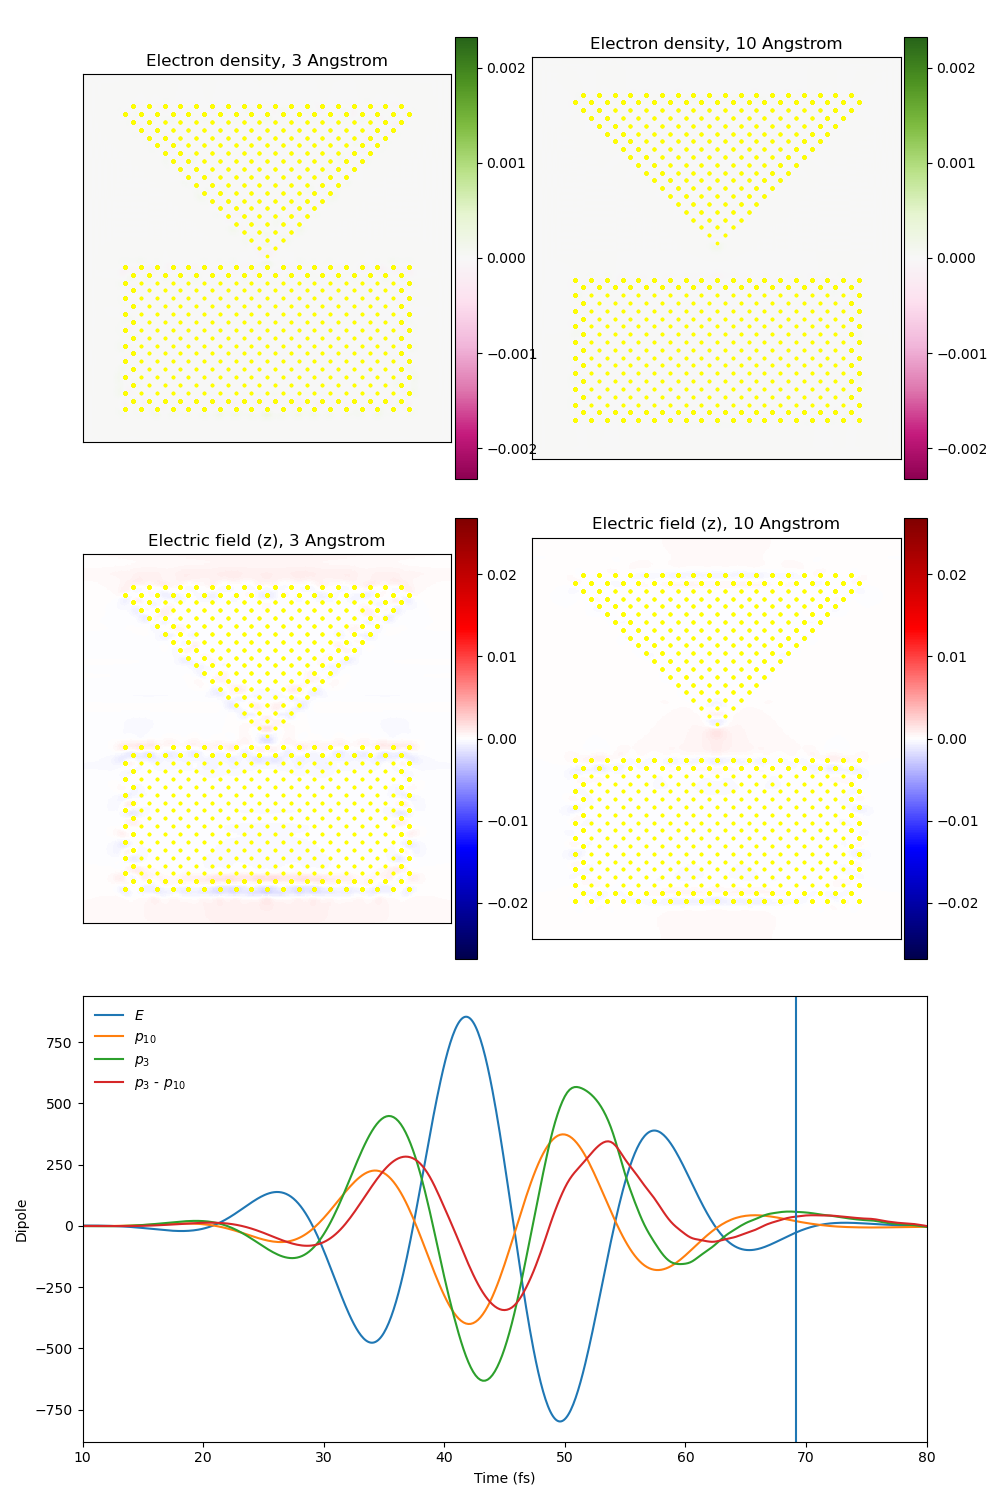 Electron density, 3 Angstrom
0.002
0.001
0.000
−0.001
−0.002
Electron density, 10 Angstrom
0.002
0.001
0.000
−0.001
−0.002
Electric field (z), 3 Angstrom
0.02
0.01
0.00
−0.01
−0.02
Electric field (z), 10 Angstrom
0.02
0.01
0.00
−0.01
−0.02
E
p10
p3
p3 - p10
Dipole
750
500
250
0
−250
−500
−750
10 20 30 40 50 60 70 80
Time (fs)